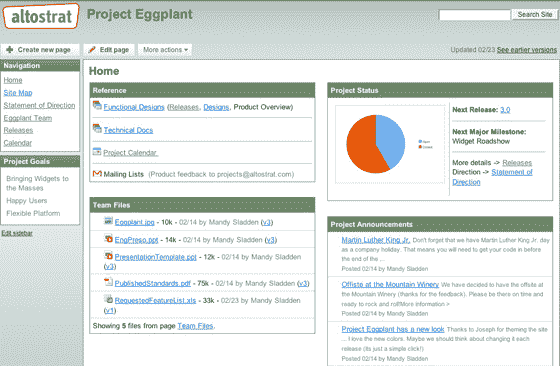 altostrat
Project Eggplant
Search Site
Create new page
Edit page
More actions
Updated 02/23 See earlier versions
Navigation
Home
Site Map
Statement of Direction
Eggplant Team
Releases
Calendar
Project Goals
Bringing Widgets to
the Masses
Happy Users
Flexible Platform
Edit sidebar
Home
Reference
Functional Designs (Releases, Designs, Product Overview)
Technical Docs
Project Calendar
Mailing Lists (Product feedback to projects@altostrat.com)
Team Files
Eggplant.jpg - 10k - 02/14 by Mandy Sladden (v3)
EngPreso.ppt - 14k - 02/14 by Mandy Sladden (v3)
PresentationTemplate.ppt - 12k - 02/14 by Mandy Sladden
(v3)
PublishedStandards.pdf - 75k - 02/14 by Mandy Sladden (v1)
RequestedFeatureList.xls - 33k - 02/23 by Mandy Sladden
(v1)
Showing 5 files from page Team Files.
Project Status
Next Release: 3.0
Next Major Milestone:
Widget Roadshow
More details -> Releases
Direction -> Statement of
Direction
Project Announcements
Martin Luther King Jr. Don't forget that we have Martin Luther King Jr. day
as a company holiday. That means you will need to get your code in before
the end of the ...
Posted 02/14 by Mandy Sladden
Offiste at the Mountain Winery We have decided to have the offiste at
the Mountain Winery (thanks for the feedback). Please be there on time and
ready to rock and roll!More information >
Posted 02/14 by Mandy Sladden
Project Eggplant has a new look Thanks to Joseph for theming the site
... I love the new colors. Maybe we should think about changing it each
release (its just a simple click!)
Posted 02/14 by Mandy Sladden